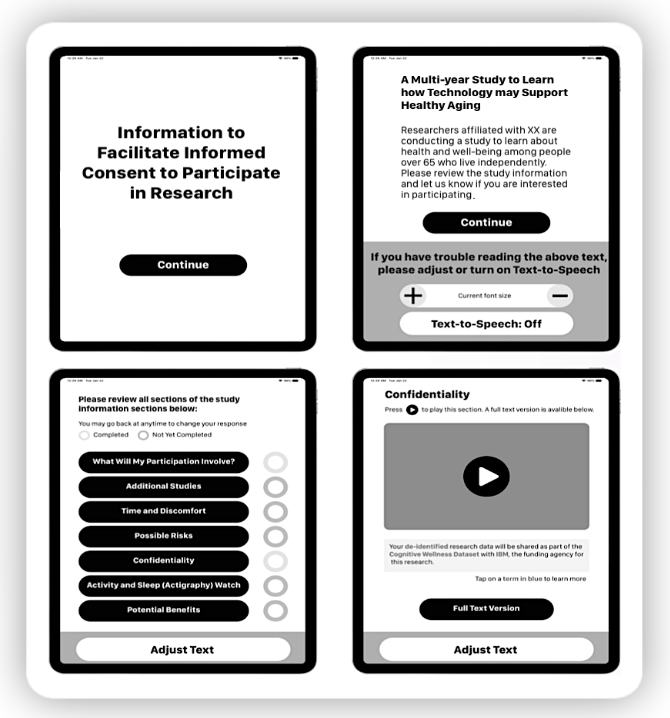 Information to
Facilitate Informed
Consent to Participate
in Research
Continue
A Multi-year Study to Learn
how Technology may Support
Healthy Aging
Researchers affiliated with XX are
conducting a study to learn about
health and well-being among people
over 65 who live independently.
Please review the study information
and let us know if you are interested
in participating.
Continue
If you have trouble reading the above text,
please adjust or turn on Text-to-Speech
+ Current font size −
Text-to-Speech: Off
Please review all sections of the study
information sections below:
You may go back at anytime to change your response
Completed Not Yet Completed
What Will My Participation Involve?
Additional Studies
Time and Discomfort
Possible Risks
Confidentiality
Activity and Sleep (Actigraphy) Watch
Potential Benefits
Adjust Text
Confidentiality
Press to play this section. A full text version is avalible below.
Your de-identified research data will be shared as part of the
Cognitive Wellness Dataset with IBM, the funding agency for
this research.
Tap on a term in blue to learn more
Full Text Version
Adjust Text